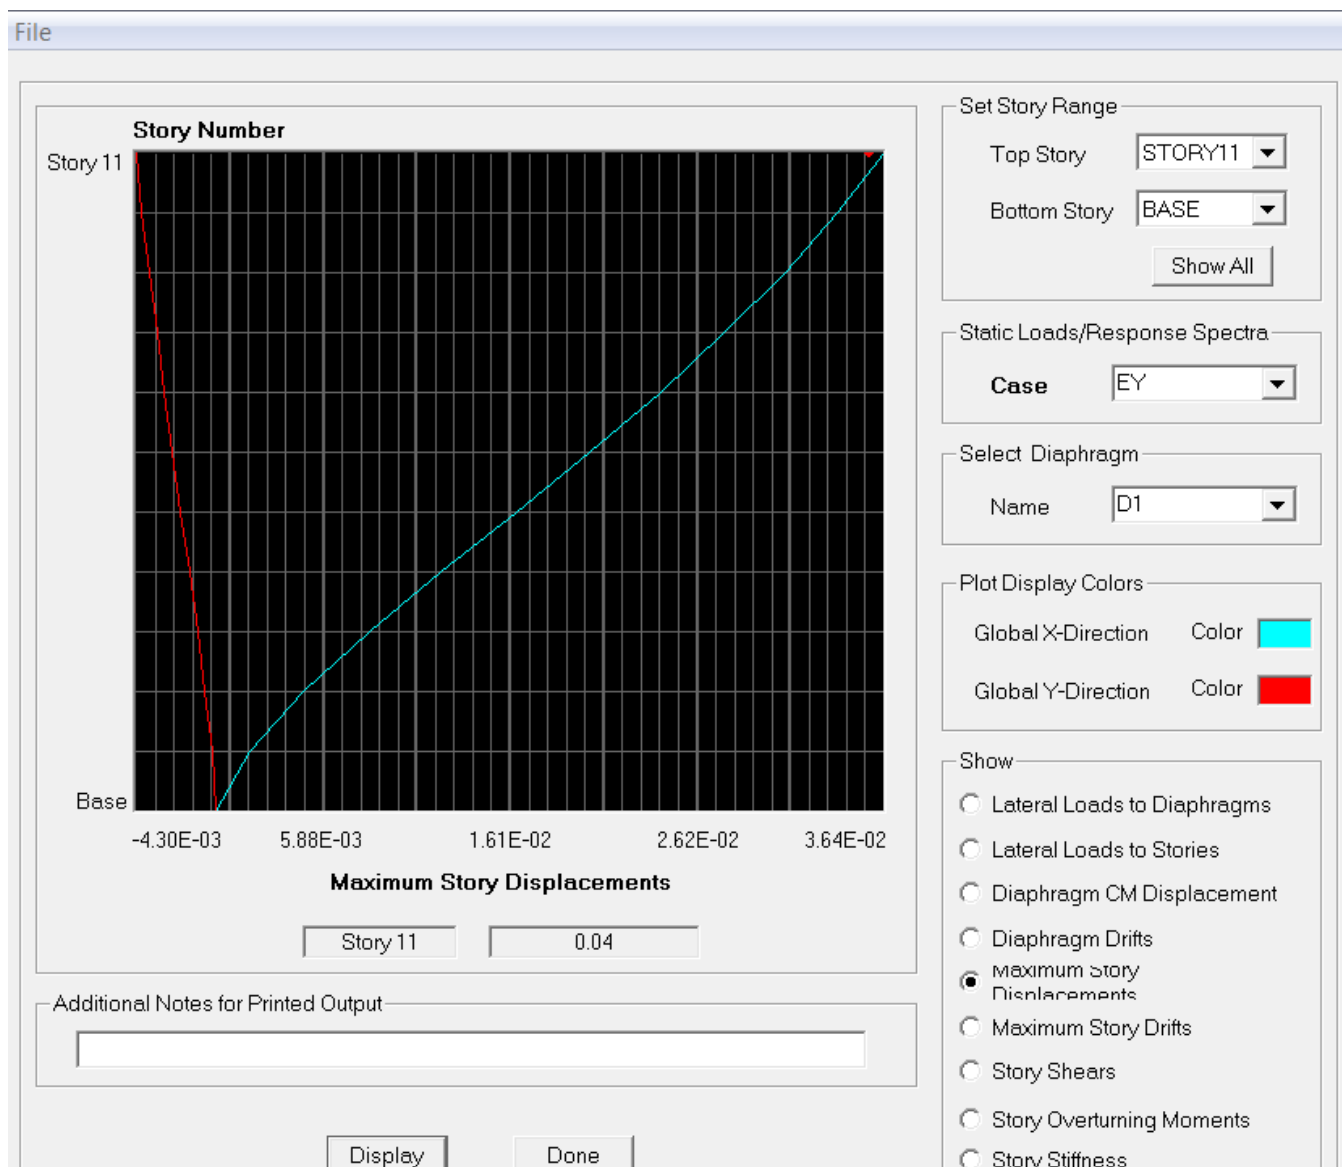 File
Story Number
Story 11
Base
-4.30E-03 5.88E-03 1.61E-02 2.62E-02 3.64E-02
Maximum Story Displacements
Story 11 0.04
Additional Notes for Printed Output
Display Done
Set Story Range
Top Story STORY11
Bottom Story BASE
Show All
Static Loads/Response Spectra
Case EY
Select Diaphragm
Name D1
Plot Display Colors
Global X-Direction Color
Global Y-Direction Color
Show
Lateral Loads to Diaphragms
Lateral Loads to Stories
Diaphragm CM Displacement
Diaphragm Drifts
Maximum Story
Displacements
Maximum Story Drifts
Story Shears
Story Overturning Moments
Story Stiffness